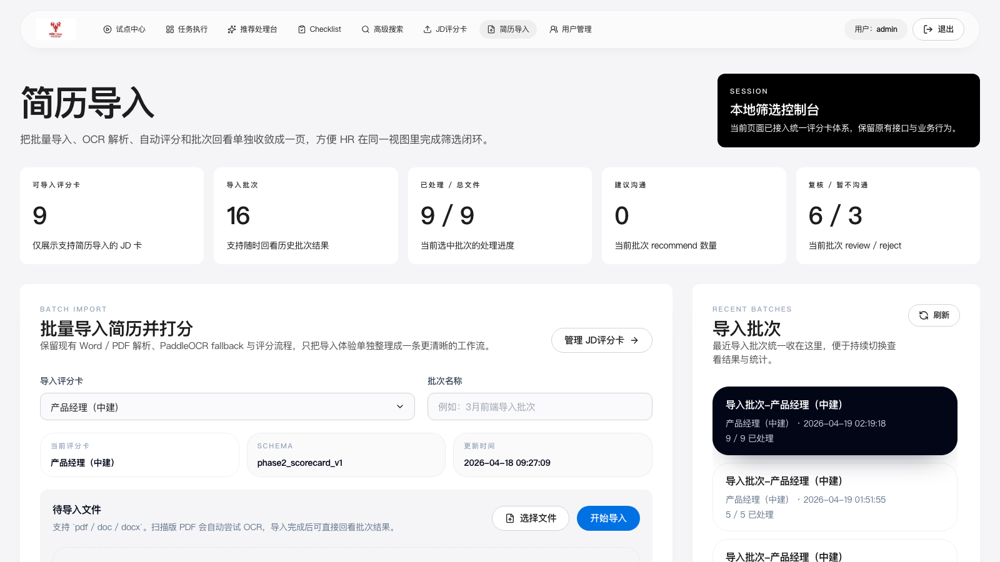 HRClaw
试点中心
任务执行
推荐处理台
Checklist
高级搜索
JD评分卡
简历导入
用户管理
用户：admin
退出
简历导入
把批量导入、OCR 解析、自动评分和批次回看单独收敛成一页，方便 HR 在同一视图里完成筛选闭环。
SESSION
本地筛选控制台
当前页面已接入统一评分卡体系，保留原有接口与业务行为。
可导入评分卡
9
仅展示支持简历导入的 JD 卡
导入批次
16
支持随时回看历史批次结果
已处理 / 总文件
9 / 9
当前选中批次的处理进度
建议沟通
0
当前批次 recommend 数量
复核 / 暂不沟通
6 / 3
当前批次 review / reject
BATCH IMPORT
批量导入简历并打分
保留现有 Word / PDF 解析、PaddleOCR fallback 与评分流程，只把导入体验单独整理成一条更清晰的工作流。
管理 JD评分卡
导入评分卡
产品经理（中建）
批次名称
例如：3月前端导入批次
当前评分卡
产品经理（中建）
SCHEMA
phase2_scorecard_v1
更新时间
2026-04-18 09:27:09
待导入文件
支持 `pdf / doc / docx`。扫描版 PDF 会自动尝试 OCR，导入完成后可直接回看批次结果。
选择文件
开始导入
RECENT BATCHES
导入批次
最近导入批次统一收在这里，便于持续切换查
看结果与统计。
刷新
导入批次-产品经理（中建）
产品经理（中建） · 2026-04-19 02:19:18
9 / 9 已处理
导入批次-产品经理（中建）
产品经理（中建） · 2026-04-19 01:51:55
5 / 5 已处理
导入批次-产品经理（中建）